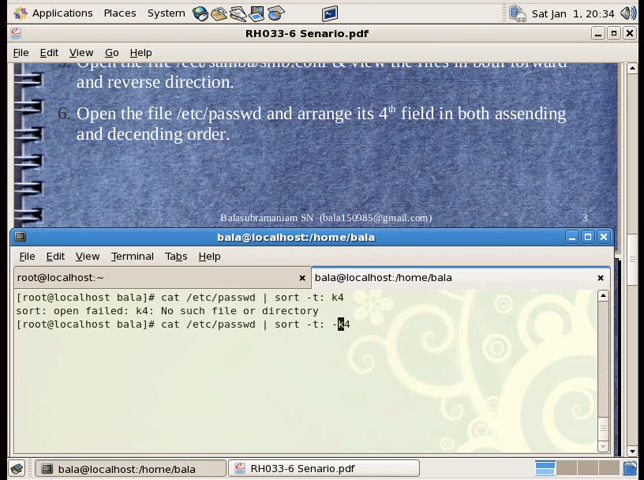 Applications Places System Sat Jan 1, 20:34
RH033-6 Senario.pdf
File Edit View Go Help
and reverse direction.
6. Open the file /etc/passwd and arrange its 4th field in both assending
and decending order.
Balasubramaniam SN (bala150985@gmail.com) 3
bala@localhost:/home/bala
File Edit View Terminal Tabs Help
root@localhost:~ bala@localhost:/home/bala
[root@localhost bala]# cat /etc/passwd | sort -t: k4
sort: open failed: k4: No such file or directory
[root@localhost bala]# cat /etc/passwd | sort -t: -k4
bala@localhost:/home/bala RH033-6 Senario.pdf